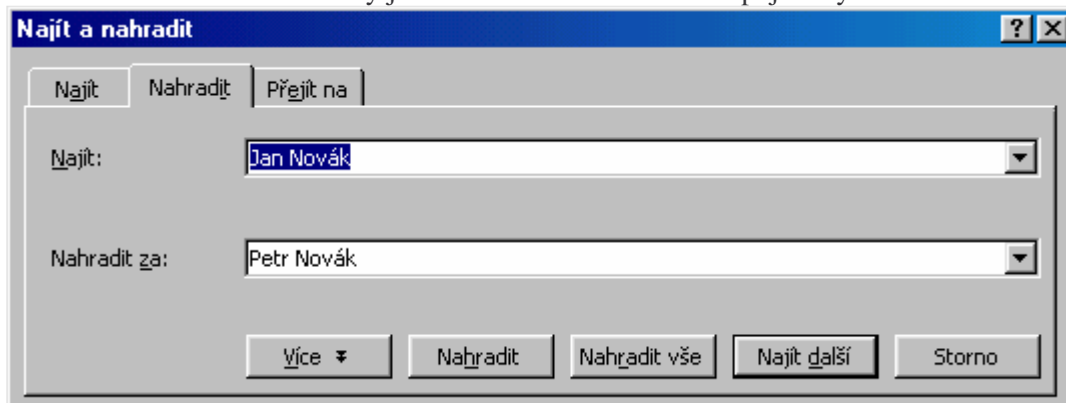 Najít a nahradit
Najít Nahradit Přejít na
Najít: Jan Novák
Nahradit za: Petr Novák
Více Nahradit Nahradit vše Najít další Storno